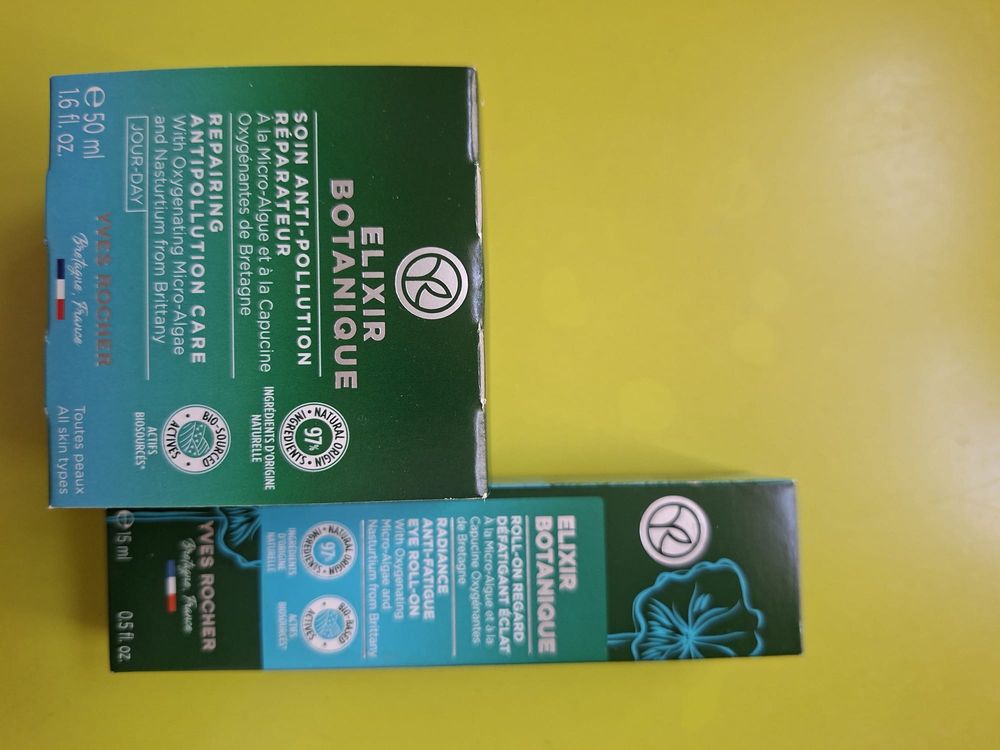 ELIXIR
BOTANIQUE
SOIN ANTI-POLLUTION
RÉPARATEUR
À la Micro-Algue et à la Capucine
Oxygénantes de Bretagne
REPAIRING
ANTIPOLLUTION CARE
With Oxygenating Micro-Algae
and Nasturtium from Brittany
JOUR-DAY
YVES ROCHER
Bretagne, France
e 50 ml
1.6 fl. oz.
NATURAL ORIGIN
97%
INGREDIENTS
INGRÉDIENTS D'ORIGINE
NATURELLE
BIO-SOURCED
ACTIVES
ACTIFS
BIOSOURCÉS*
Toutes peaux
All skin types
ELIXIR
BOTANIQUE
ROLL-ON REGARD
DÉFATIGANT ÉCLAT
À la Micro-Algue et à la
Capucine Oxygénantes
de Bretagne
RADIANCE
ANTI-FATIGUE
EYE ROLL-ON
With Oxygenating
Micro-Algae and
Nasturtium from Brittany
NATURAL ORIGIN
97%
INGREDIENTS
INGRÉDIENTS
D'ORIGINE
NATURELLE
BIO-BASED
ACTIVES
ACTIFS
BIOSOURCÉS*
YVES ROCHER
Bretagne, France
e 15 ml
0.5 fl. oz.